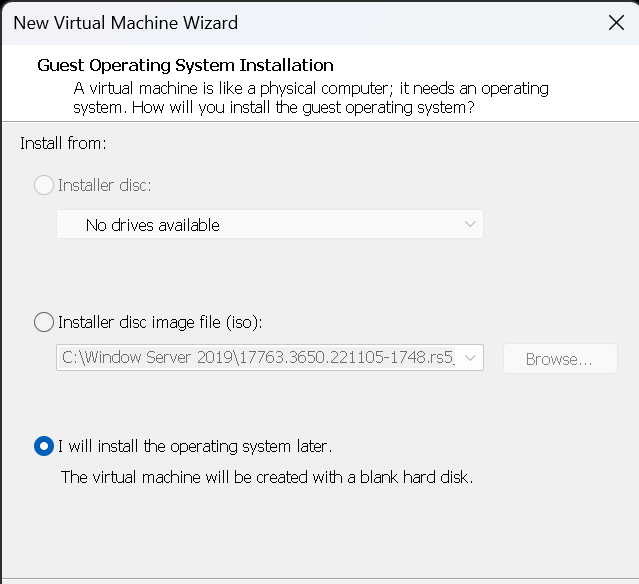 New Virtual Machine Wizard
Guest Operating System Installation
A virtual machine is like a physical computer; it needs an operating
system. How will you install the guest operating system?
Install from:
Installer disc:
No drives available
Installer disc image file (iso):
C:\Window Server 2019\17763.3650.221105-1748.rs5_
Browse...
I will install the operating system later.
The virtual machine will be created with a blank hard disk.